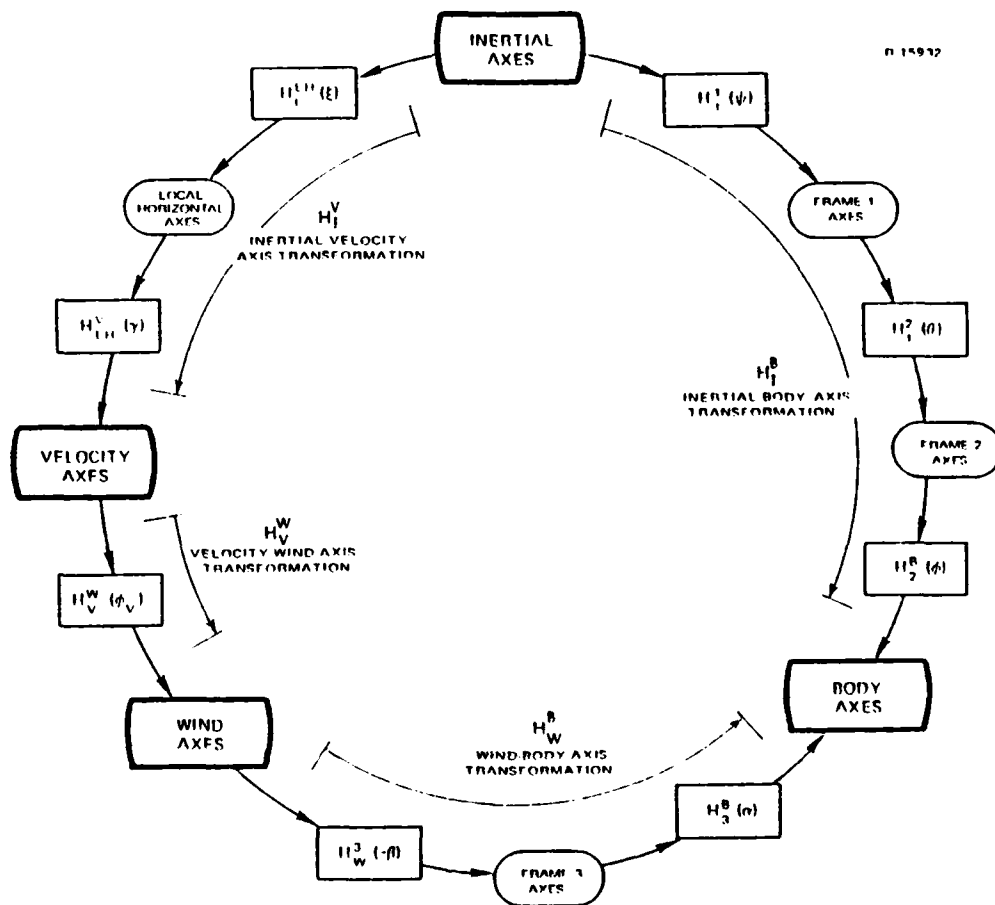 INERTIAL
AXES
15932
H_I^LH (ξ)
H_1^1 (ψ)
LOCAL
HORIZONTAL
AXES
FRAME 1
AXES
H_I^V
INERTIAL VELOCITY
AXIS TRANSFORMATION
H_LH^V (γ)
H_1^2 (θ)
H_I^B
INERTIAL BODY AXIS
TRANSFORMATION
VELOCITY
AXES
FRAME 2
AXES
H_V^W
VELOCITY WIND AXIS
TRANSFORMATION
H_V^W (ϕ_V)
H_2^B (ϕ)
WIND
AXES
BODY
AXES
H_W^B
WIND-BODY AXIS
TRANSFORMATION
H_W^3 (-β)
H_3^B (α)
FRAME 3
AXES